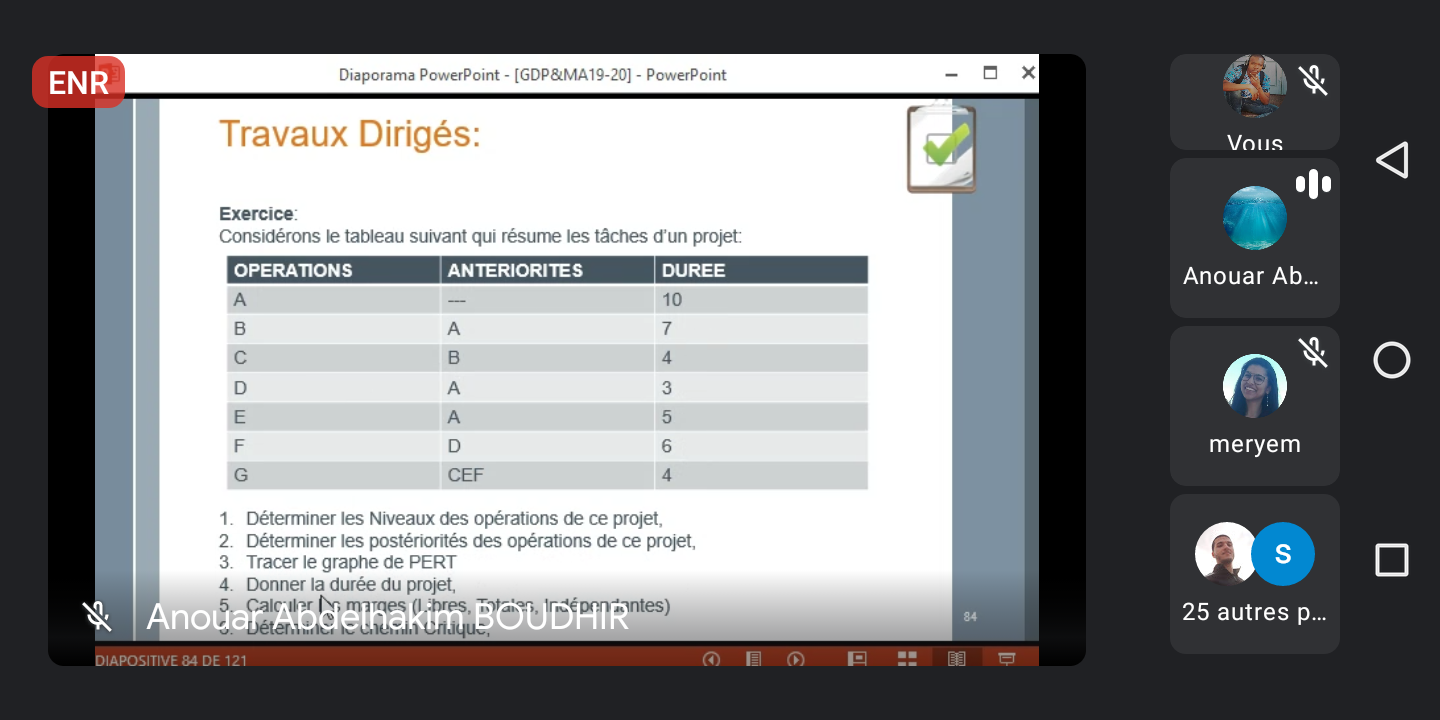 ENR
Diaporama PowerPoint - [GDP&MA19-20] - PowerPoint
Travaux Dirigés:
Exercice:
Considérons le tableau suivant qui résume les tâches d'un projet:
OPERATIONS ANTERIORITES DUREE
A --- 10
B A 7
C B 4
D A 3
E A 5
F D 6
G CEF 4
1. Déterminer les Niveaux des opérations de ce projet,
2. Déterminer les postériorités des opérations de ce projet,
3. Tracer le graphe de PERT
4. Donner la durée du projet,
5. Calculer les marges (Libres, Totales, Indépendantes)
6. Déterminer le chemin Critique,
Anouar Abdelhakim BOUDHIR
84
DIAPOSITIVE 84 DE 121
Vous
Anouar Ab...
meryem
S
25 autres p...